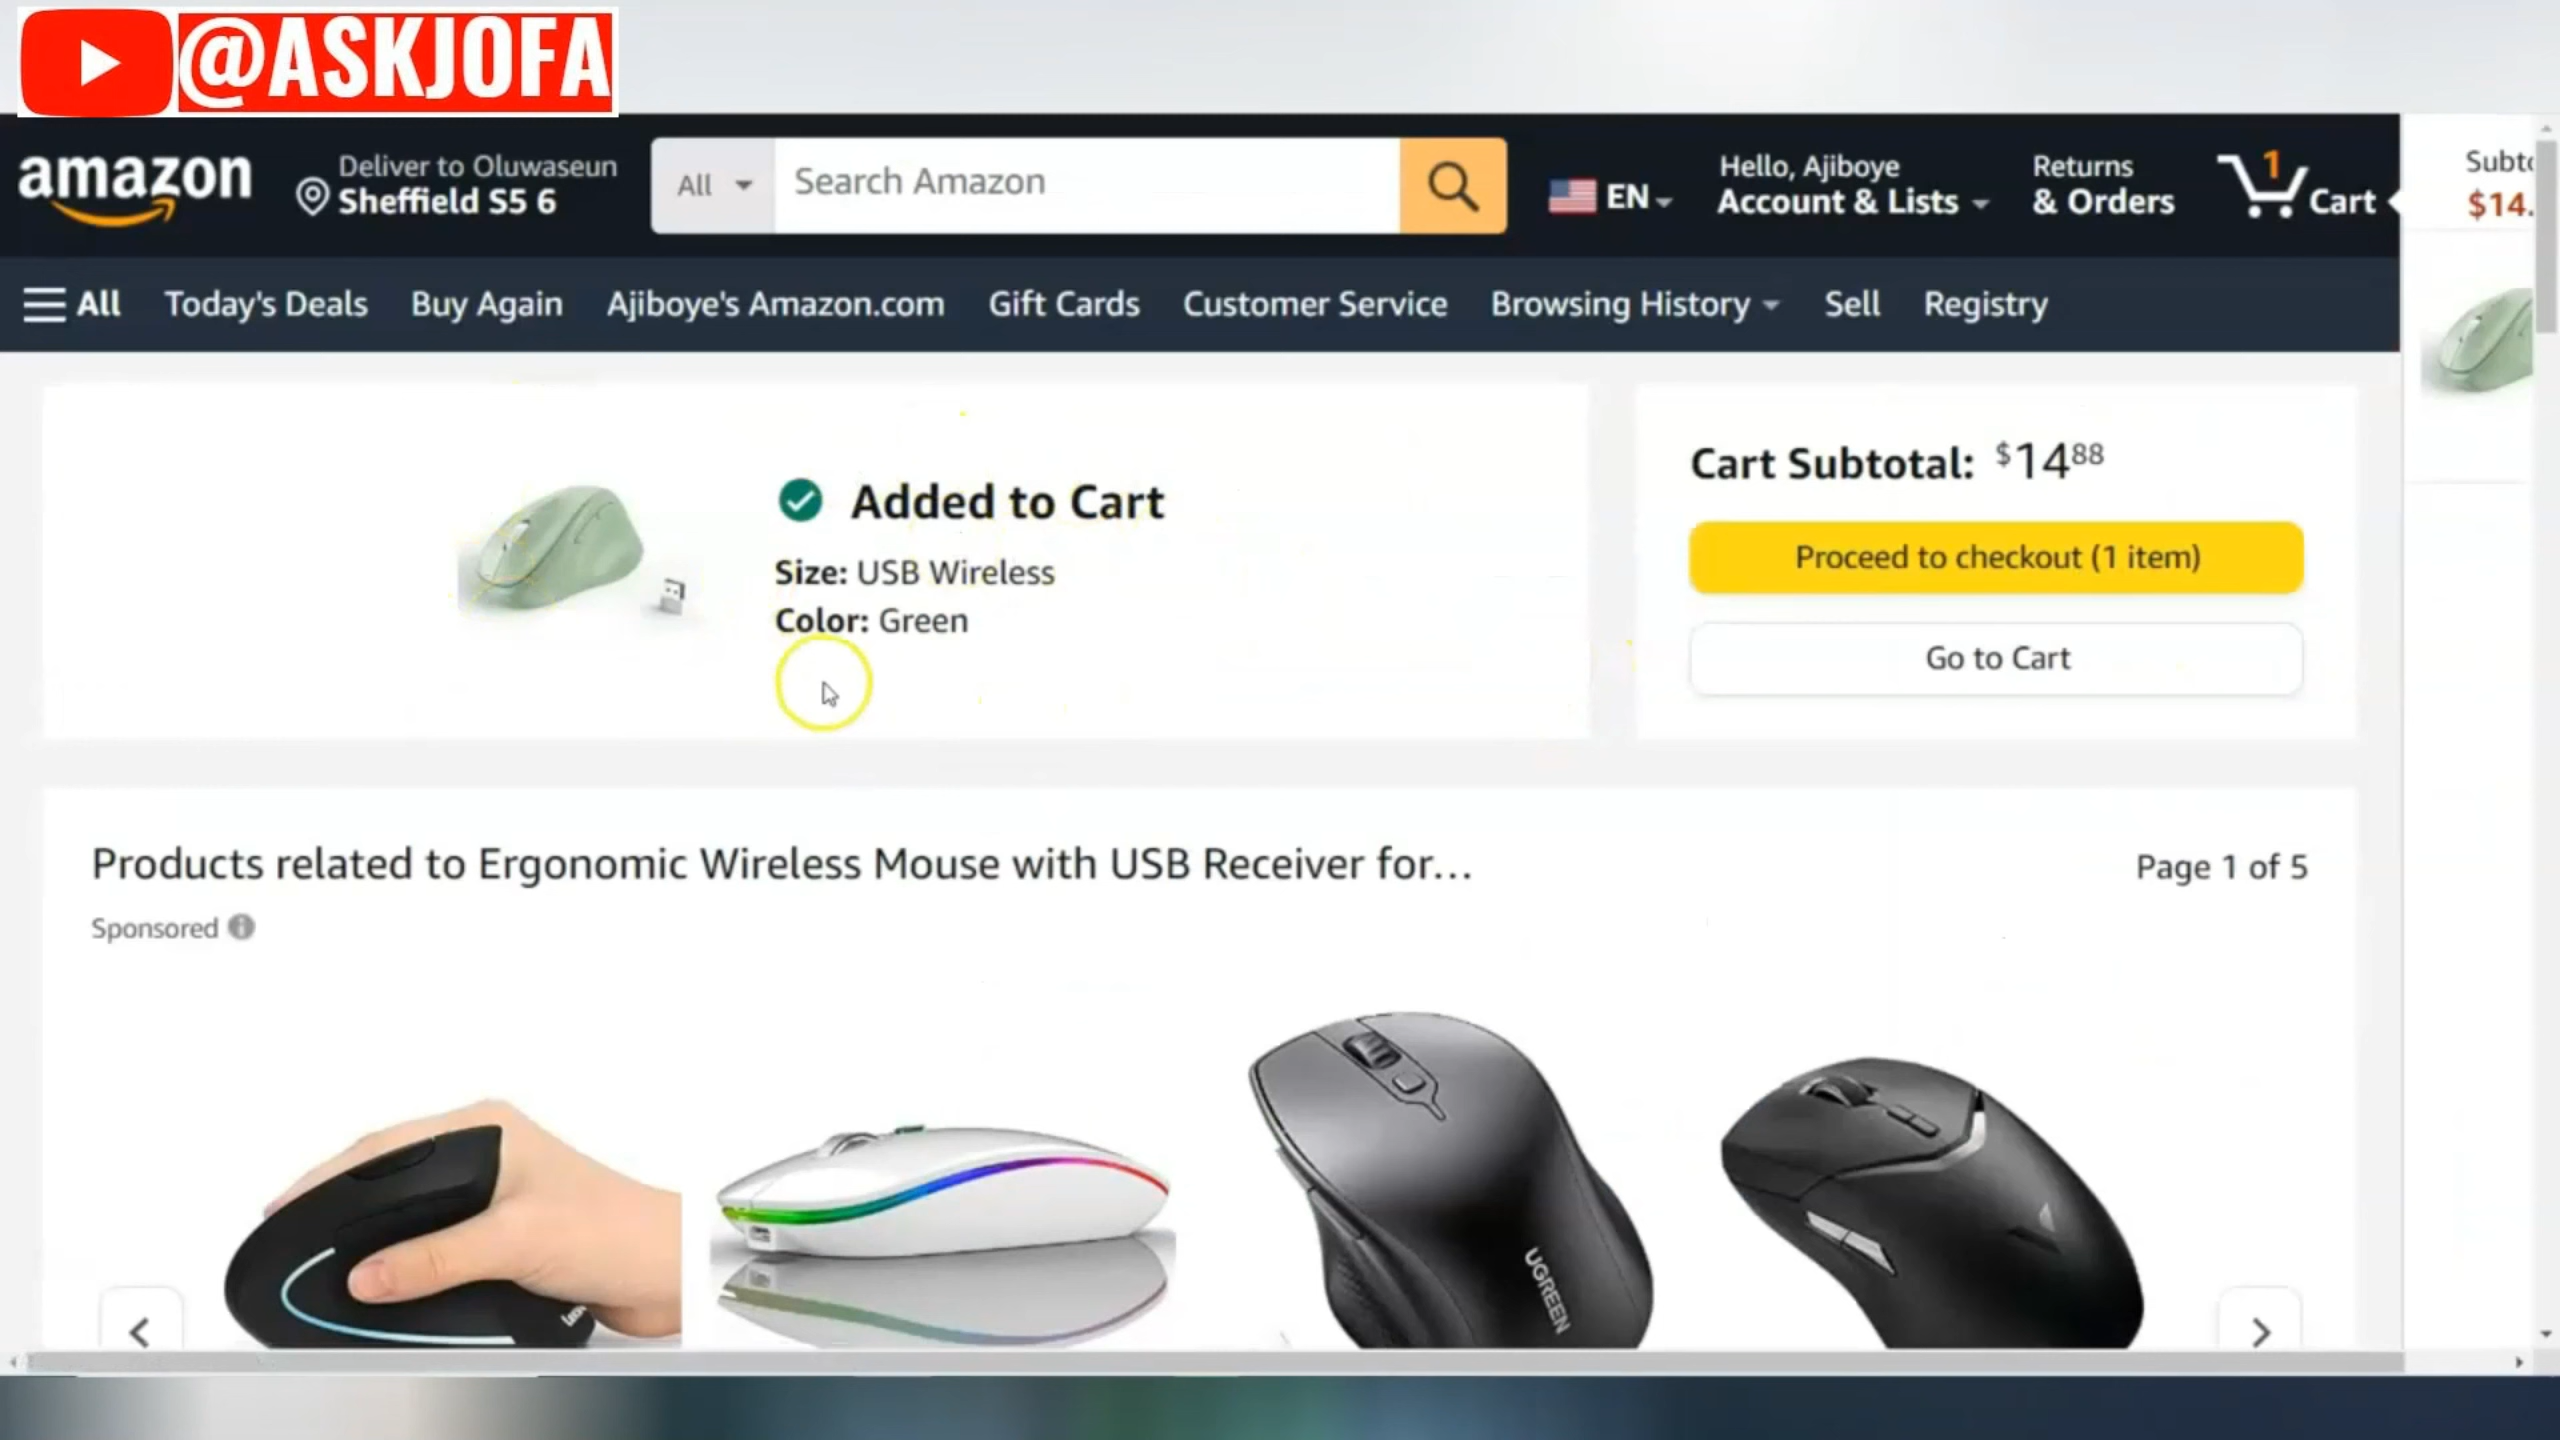 @ASKJOFA
amazon
Deliver to Oluwaseun
Sheffield S5 6
All
Search Amazon
EN
Hello, Ajiboye
Account & Lists
Returns
& Orders
1
Cart
$14.
All
Today's Deals
Buy Again
Ajiboye's Amazon.com
Gift Cards
Customer Service
Browsing History
Sell
Registry
Added to Cart
Size: USB Wireless
Color: Green
Cart Subtotal: $14 88
Proceed to checkout (1 item)
Go to Cart
Products related to Ergonomic Wireless Mouse with USB Receiver for...
Page 1 of 5
Sponsored
UGREEN